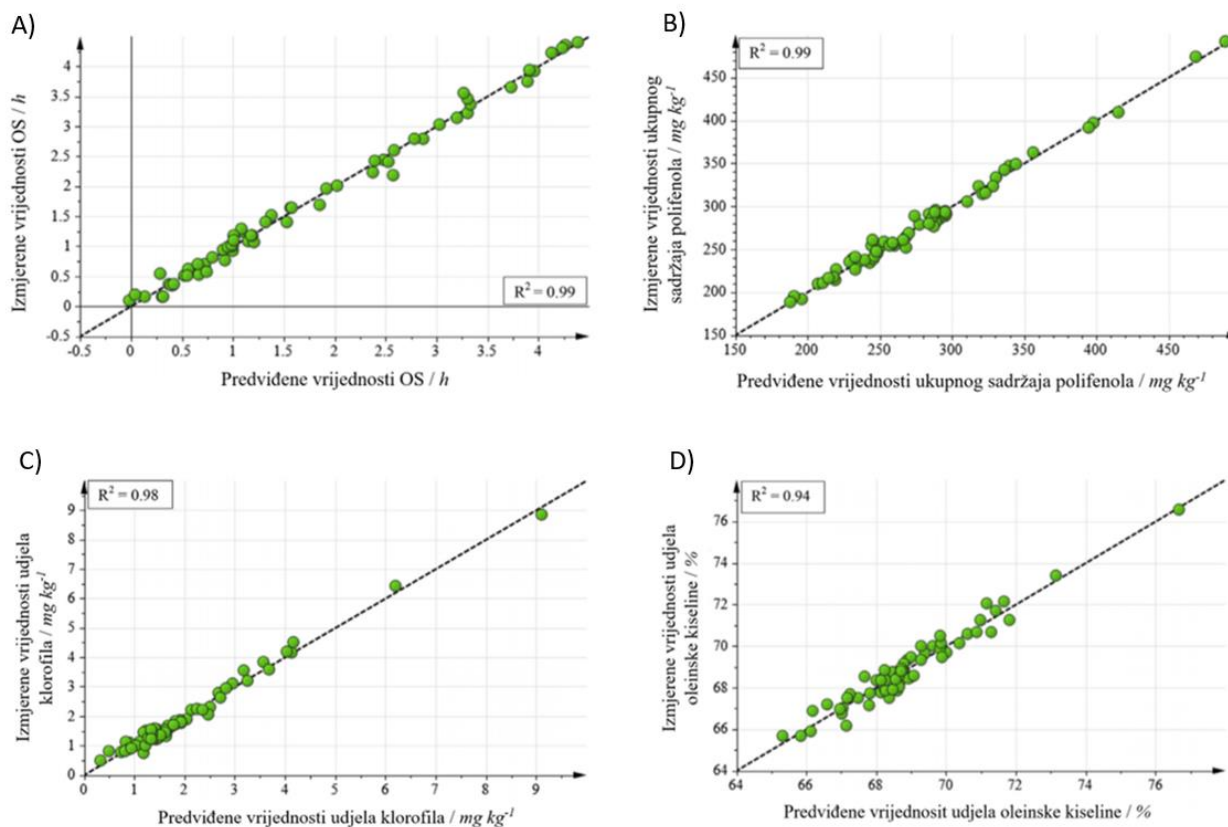 A)
Izmjerene vrijednosti OS / h
4
3.5
3
2.5
2
1.5
1
0.5
0
-0.5
R² = 0.99
-0.5 0 0.5 1 1.5 2 2.5 3 3.5 4
Predviđene vrijednosti OS / h
B)
Izmjerene vrijednosti ukupnog
sadržaja polifenola / mg kg⁻¹
R² = 0.99
450
400
350
300
250
200
150
150 200 250 300 350 400 450
Predviđene vrijednosti ukupnog sadržaja polifenola / mg kg⁻¹
C)
Izmjerene vrijednosti udjela
klorofila / mg kg⁻¹
R² = 0.98
9
8
7
6
5
4
3
2
1
0
0 1 2 3 4 5 6 7 8 9
Predviđene vrijednosti udjela klorofila / mg kg⁻¹
D)
Izmjerene vrijednosti udjela
oleinske kiseline / %
R² = 0.94
76
74
72
70
68
66
64
64 66 68 70 72 74 76
Predviđene vrijednosit udjela oleinske kiseline / %